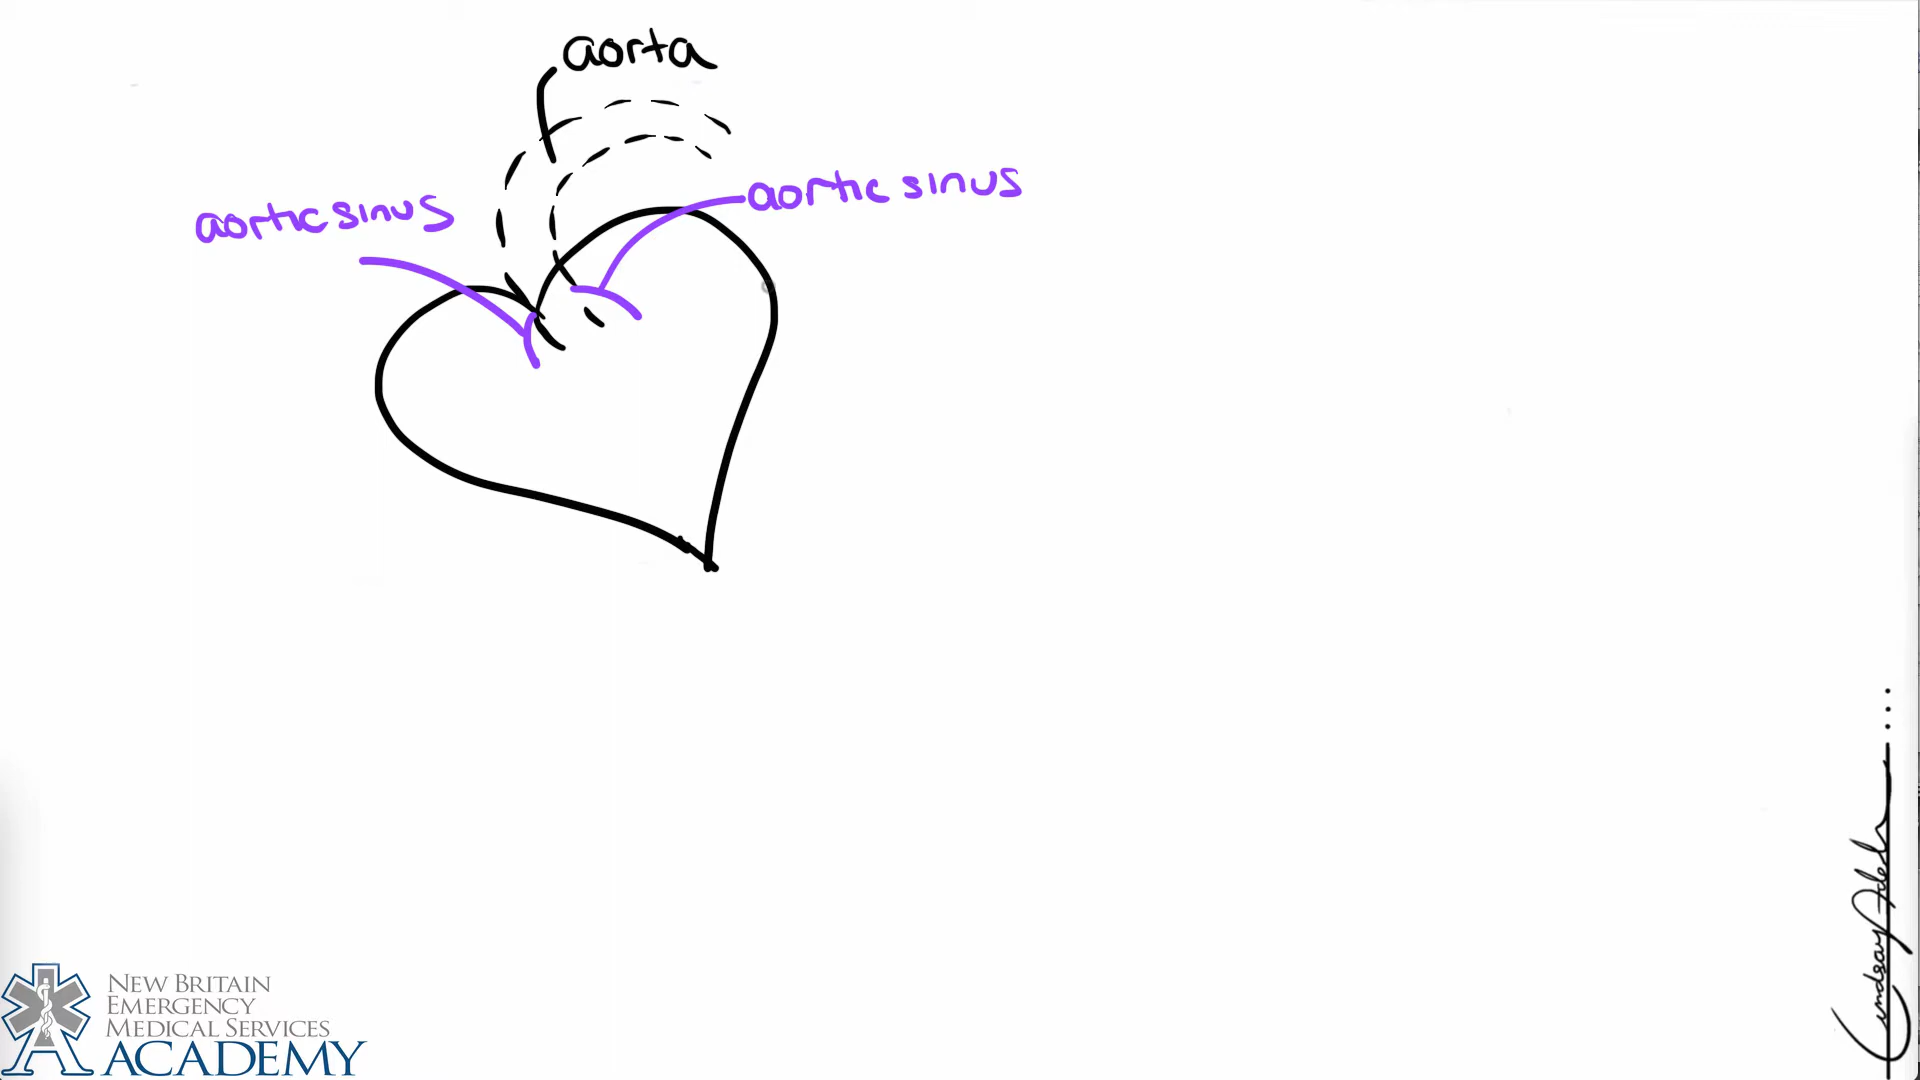 aorta
aortic sinus
aortic sinus
NEW BRITAIN
EMERGENCY
MEDICAL SERVICES
ACADEMY